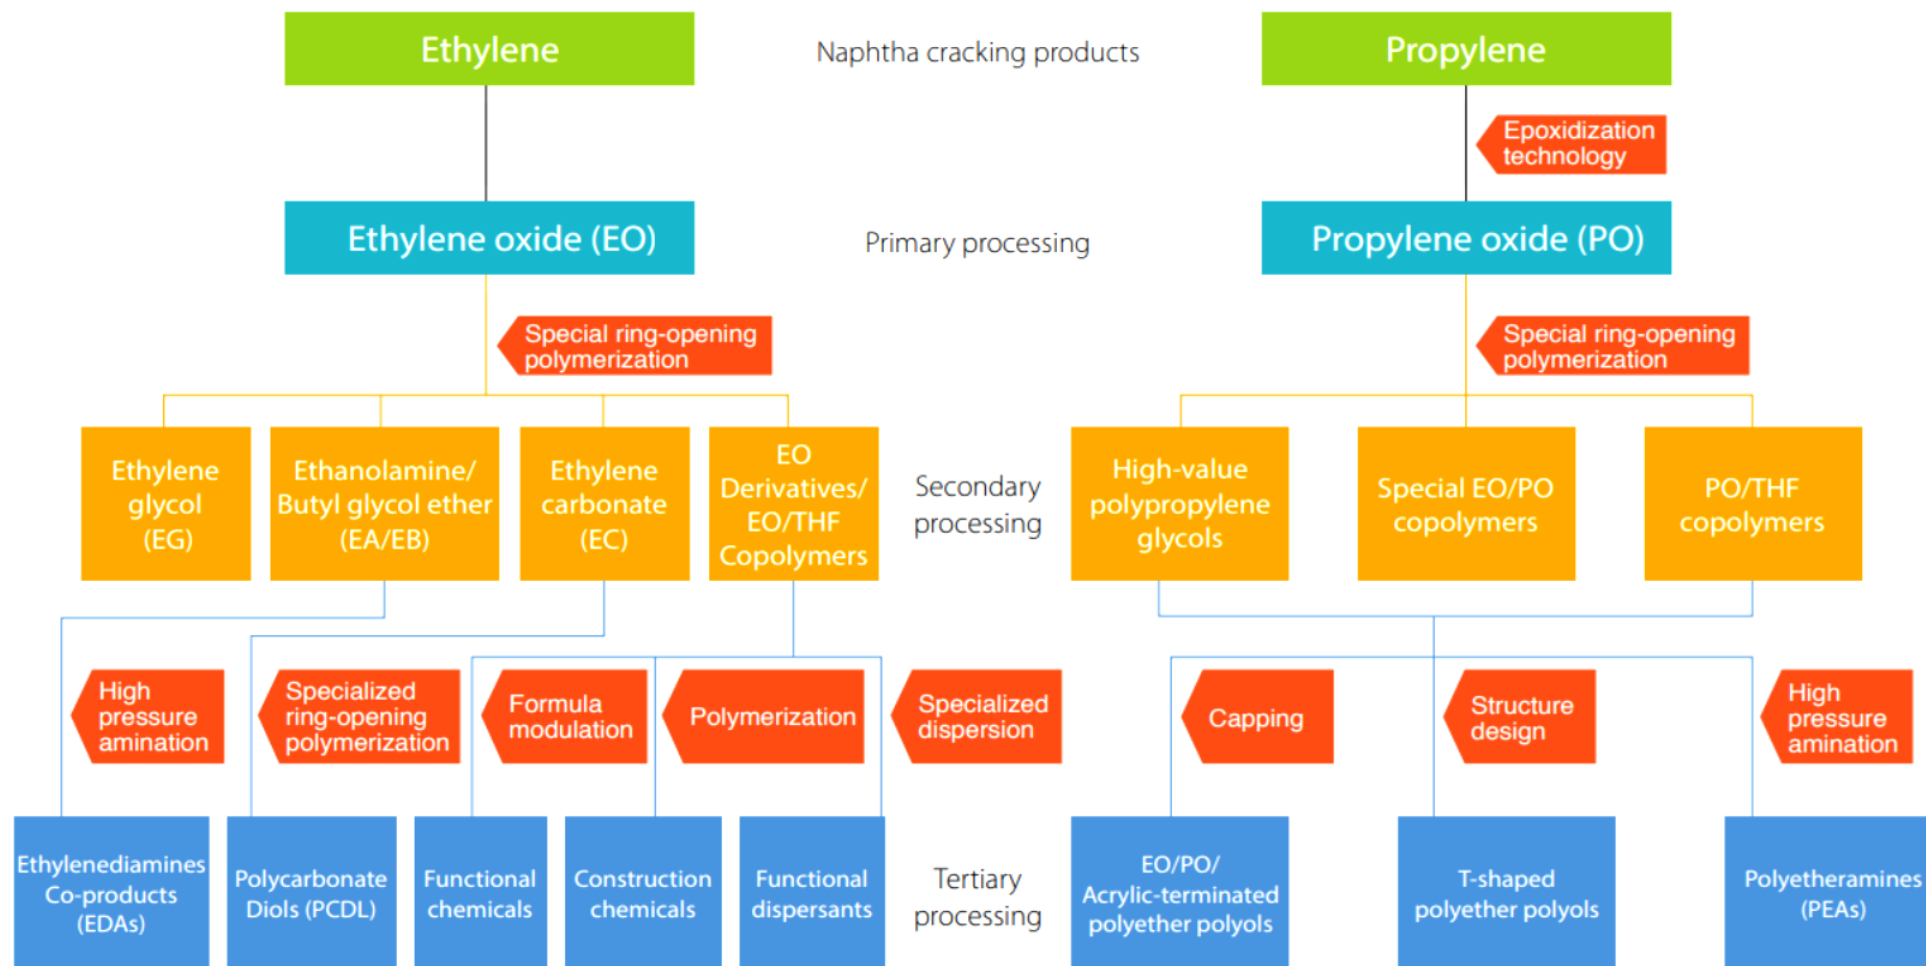 Ethylene
Naphtha cracking products
Propylene
Epoxidization
technology
Ethylene oxide (EO)
Primary processing
Propylene oxide (PO)
Special ring-opening
polymerization
Special ring-opening
polymerization
Ethylene
glycol
(EG)
Ethanolamine/
Butyl glycol ether
(EA/EB)
Ethylene
carbonate
(EC)
EO
Derivatives/
EO/THF
Copolymers
Secondary
processing
High-value
polypropylene
glycols
Special EO/PO
copolymers
PO/THF
copolymers
High
pressure
amination
Specialized
ring-opening
polymerization
Formula
modulation
Polymerization
Specialized
dispersion
Capping
Structure
design
High
pressure
amination
Ethylenediamines
Co-products
(EDAs)
Polycarbonate
Diols (PCDL)
Functional
chemicals
Construction
chemicals
Functional
dispersants
Tertiary
processing
EO/PO/
Acrylic-terminated
polyether polyols
T-shaped
polyether polyols
Polyetheramines
(PEAs)